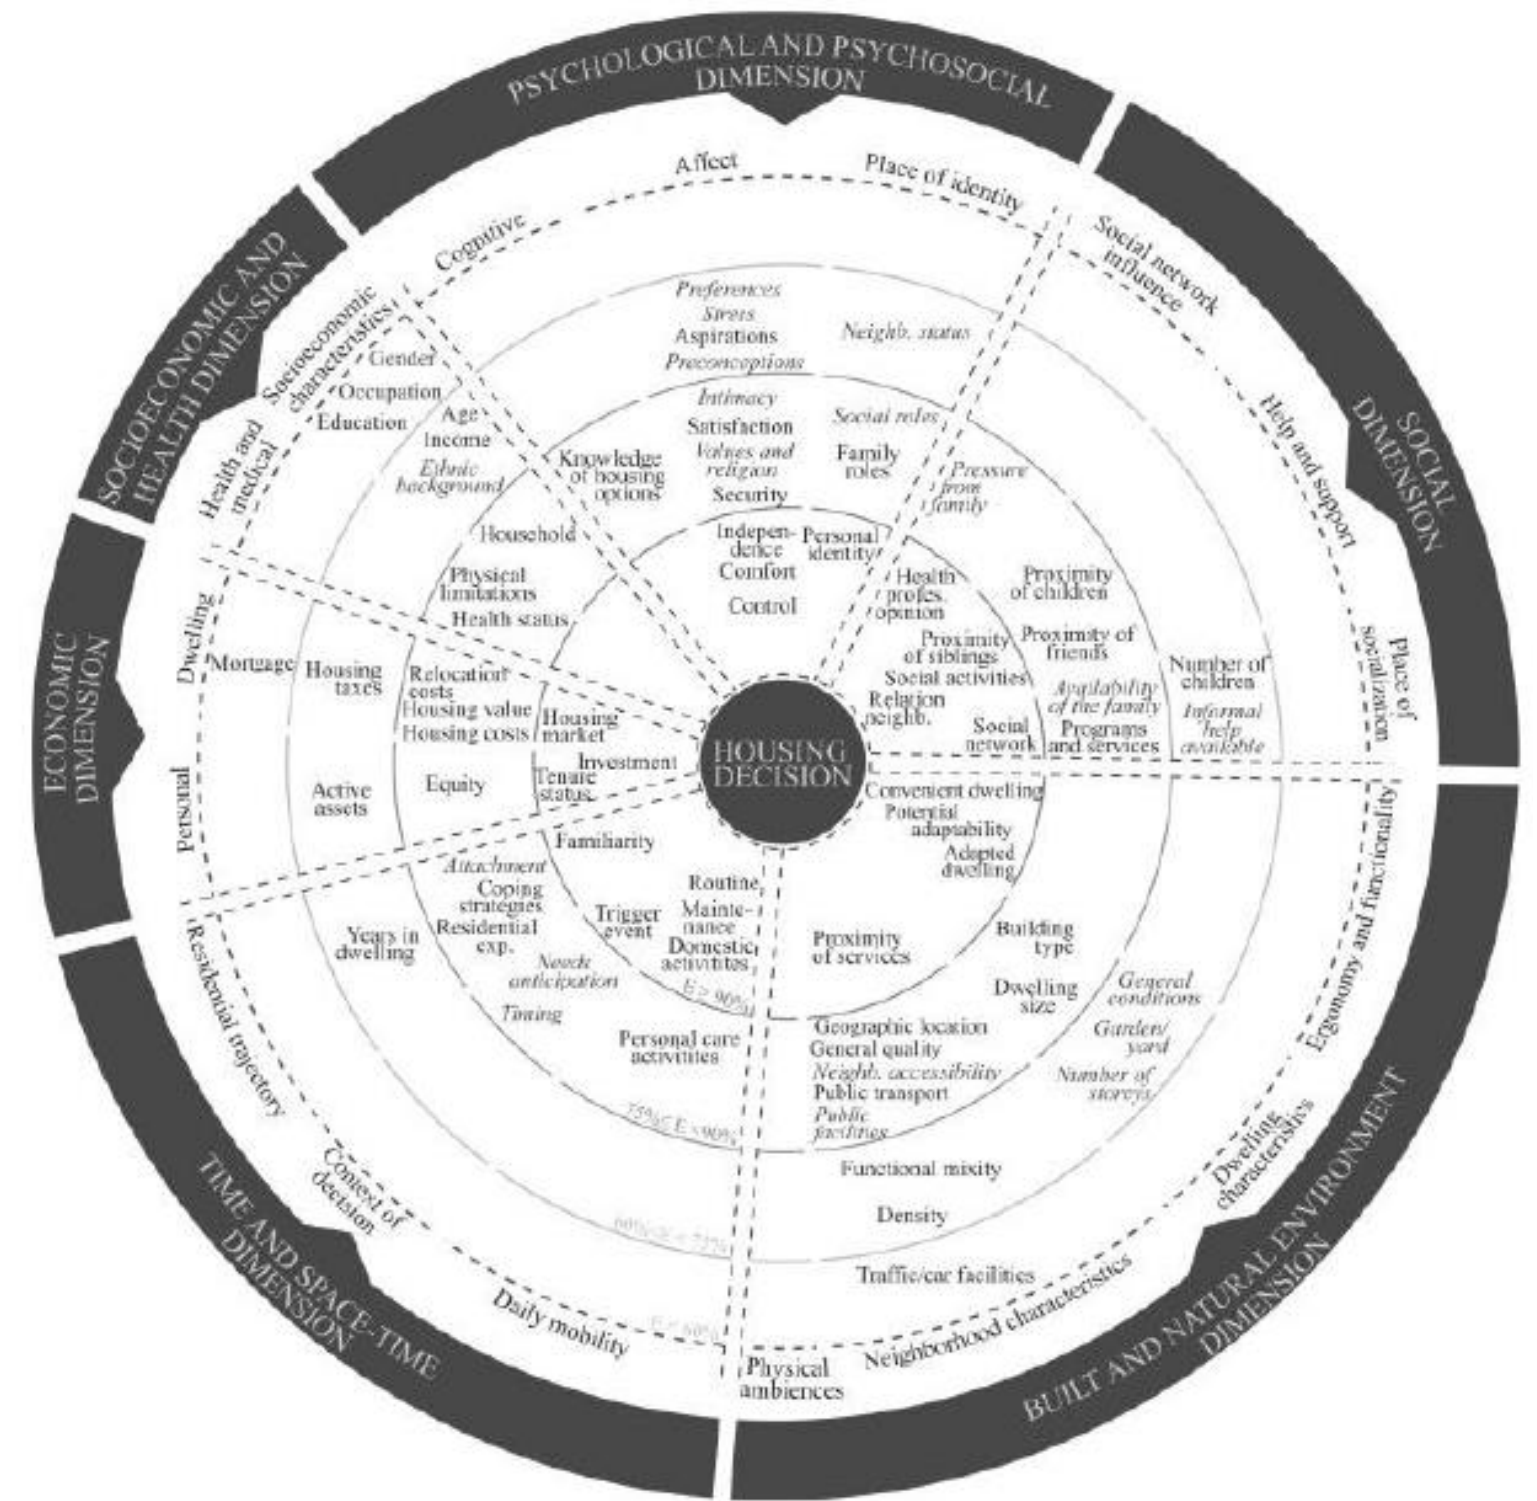 PSYCHOLOGICAL AND PSYCHOSOCIAL
DIMENSION
Affect
Place of identity
Cognitive
Preferences
Stress
Aspirations
Preconceptions
Neighb. status
Intimacy
Satisfaction
Values and
religion
Security
Social roles
Family
roles
Knowledge
of housing
options
Indepen-
dence
Comfort
Control
Personal
identity
SOCIAL
DIMENSION
Social network
influence
Help and support
Place of
socialization
Pressure
from
family
Health
profes.
opinion
Proximity
of children
Proximity
of siblings
Proximity of
friends
Social activities
Relation
neighb.
Social
network
Availability
of the family
Programs
and services
Number of
children
Informal
help
available
BUILT AND NATURAL ENVIRONMENT
DIMENSION
Ergonomy and functionality
Dwelling
characteristics
Neighborhood characteristics
Physical
ambiences
Convenient dwelling
Potential
adaptability
Adapted
dwelling
Proximity
of services
Building
type
Dwelling
size
General
conditions
Garden/
yard
Number of
storeys
Geographic location
General quality
Neighb. accessibility
Public transport
Public
facilities
Functional mixity
Density
Traffic/car facilities
TIME AND SPACE-TIME
DIMENSION
Residential trajectory
Context of
decision
Daily mobility
Familiarity
Attachment
Coping
strategies
Residential
exp.
Years in
dwelling
Needs
anticipation
Timing
Trigger
event
Routine
Mainte-
nance
Domestic
activitites
Personal care
activitites
E > 90%
75%≤ E <90%
E < 60%
ECONOMIC
DIMENSION
Dwelling
Personal
Mortgage
Housing
taxes
Relocation
costs
Housing value
Housing costs
Housing
market
Investment
Tenure
status
Equity
Active
assets
SOCIOECONOMIC AND
HEALTH DIMENSION
Socioeconomic
characteristics
Health and
medical
Gender
Occupation
Education
Age
Income
Ethnic
background
Household
Physical
limitations
Health status
HOUSING
DECISION